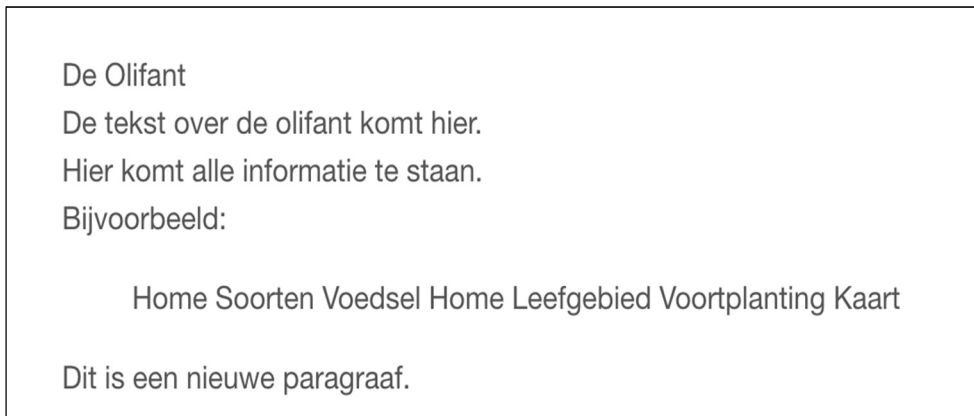 De Olifant
De tekst over de olifant komt hier.
Hier komt alle informatie te staan.
Bijvoorbeeld:
Home Soorten Voedsel Home Leefgebied Voortplanting Kaart
Dit is een nieuwe paragraaf.